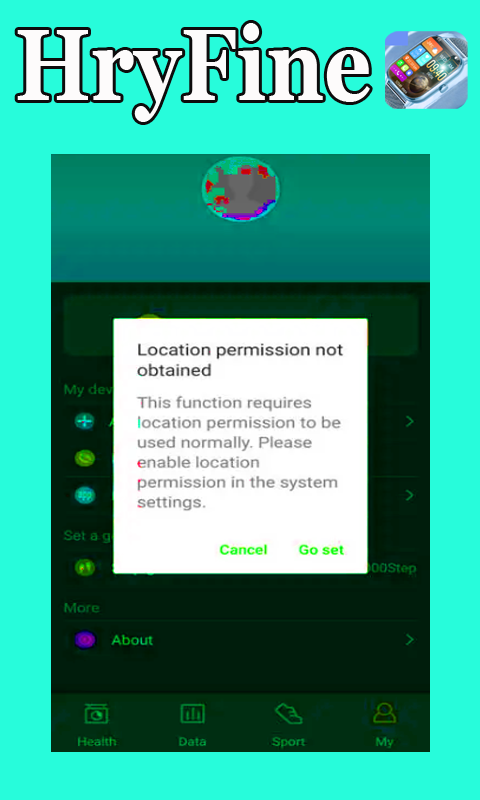 HryFine
Location permission not
obtained
This function requires
location permission to be
used normally. Please
enable location
permission in the system
settings.
Cancel Go set
My dev
Set a g
000Step
More
About
Health Data Sport My